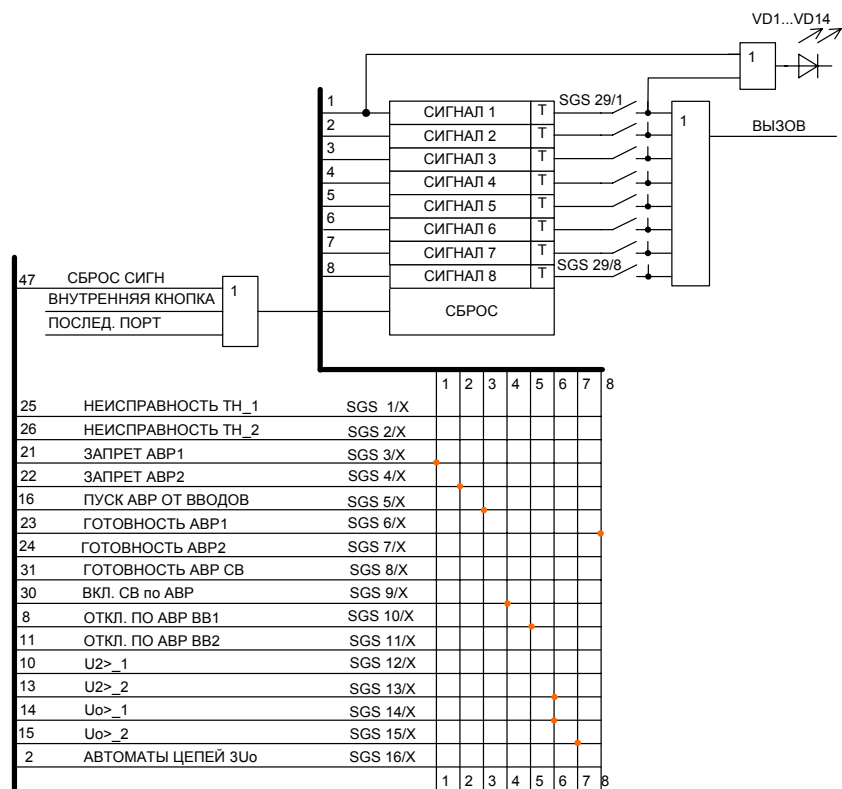 VD1...VD14
1
1
SGS 29/1
СИГНАЛ 1 T
1
ВЫЗОВ
2
СИГНАЛ 2 T
3
СИГНАЛ 3 T
4
СИГНАЛ 4 T
5
СИГНАЛ 5 T
6
СИГНАЛ 6 T
7
СИГНАЛ 7 T
SGS 29/8
8
СИГНАЛ 8 T
47 СБРОС СИГН
1
ВНУТРЕННЯЯ КНОПКА
СБРОС
ПОСЛЕД. ПОРТ
1 2 3 4 5 6 7 8
25 НЕИСПРАВНОСТЬ ТН_1 SGS 1/X
26 НЕИСПРАВНОСТЬ ТН_2 SGS 2/X
21 ЗАПРЕТ АВР1 SGS 3/X
22 ЗАПРЕТ АВР2 SGS 4/X
16 ПУСК АВР ОТ ВВОДОВ SGS 5/X
23 ГОТОВНОСТЬ АВР1 SGS 6/X
24 ГОТОВНОСТЬ АВР2 SGS 7/X
31 ГОТОВНОСТЬ АВР СВ SGS 8/X
30 ВКЛ. СВ по АВР SGS 9/X
8 ОТКЛ. ПО АВР ВВ1 SGS 10/X
11 ОТКЛ. ПО АВР ВВ2 SGS 11/X
10 U2>_1 SGS 12/X
13 U2>_2 SGS 13/X
14 Uo>_1 SGS 14/X
15 Uo>_2 SGS 15/X
2 АВТОМАТЫ ЦЕПЕЙ 3Uo SGS 16/X
1 2 3 4 5 6 7 8